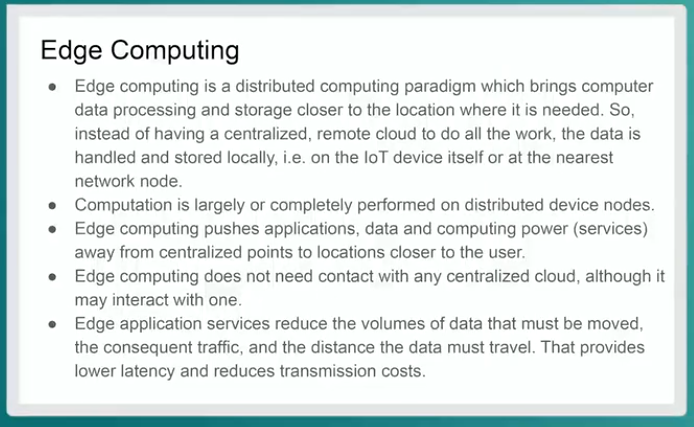 Edge Computing
● Edge computing is a distributed computing paradigm which brings computer
data processing and storage closer to the location where it is needed. So,
instead of having a centralized, remote cloud to do all the work, the data is
handled and stored locally, i.e. on the IoT device itself or at the nearest
network node.
● Computation is largely or completely performed on distributed device nodes.
● Edge computing pushes applications, data and computing power (services)
away from centralized points to locations closer to the user.
● Edge computing does not need contact with any centralized cloud, although it
may interact with one.
● Edge application services reduce the volumes of data that must be moved,
the consequent traffic, and the distance the data must travel. That provides
lower latency and reduces transmission costs.